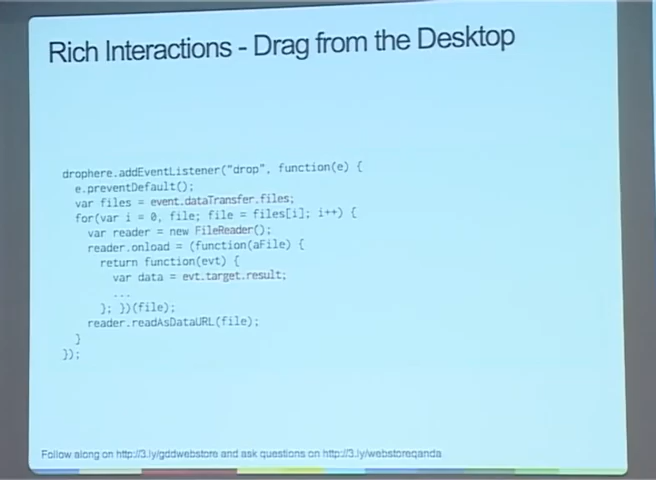 Rich Interactions - Drag from the Desktop
drophere.addEventListener("drop", function(e) {
e.preventDefault();
var files = event.dataTransfer.files;
for(var i = 0, file; file = files[i]; i++) {
var reader = new FileReader();
reader.onload = (function(aFile) {
return function(evt) {
var data = evt.target.result;
...
}; })(file);
reader.readAsDataURL(file);
}
});
Follow along on http://3.ly/gddwebstore and ask questions on http://3.ly/webstoreqanda